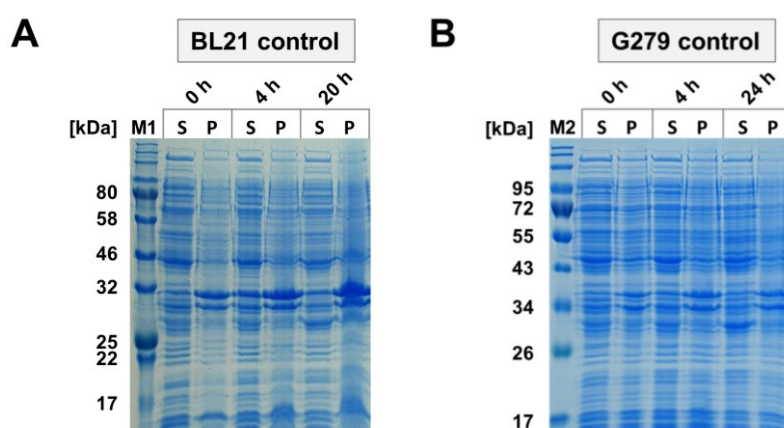 A
BL21 control
0 h 4 h 20 h
[kDa] M1 S P S P S P
80
58
46
32
25
22
17
B
G279 control
0 h 4 h 24 h
[kDa] M2 S P S P S P
95
72
55
43
34
26
17